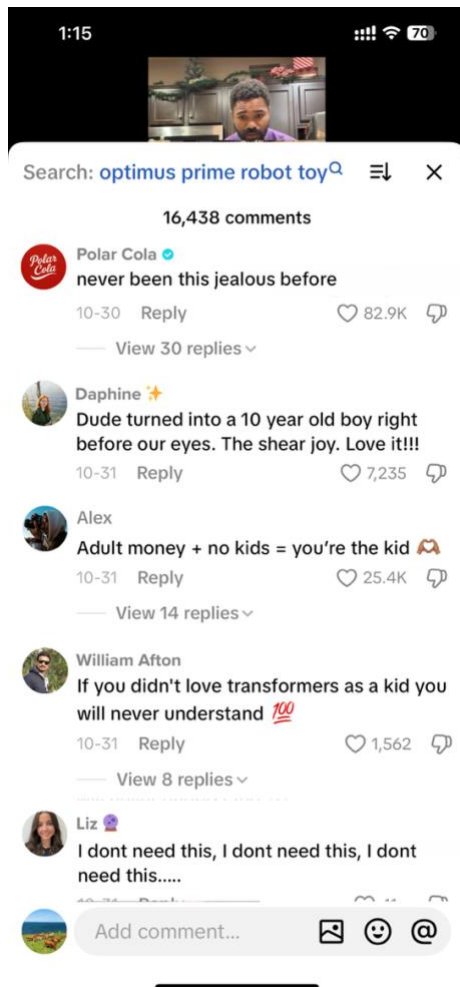 1:15
70
Search: optimus prime robot toy
16,438 comments
Polar Cola
Polar Cola
never been this jealous before
10-30 Reply 82.9K
View 30 replies
Daphine ✨
Dude turned into a 10 year old boy right
before our eyes. The shear joy. Love it!!!
10-31 Reply 7,235
Alex
Adult money + no kids = you're the kid 🫶🏽
10-31 Reply 25.4K
View 14 replies
William Afton
If you didn't love transformers as a kid you
will never understand 💯
10-31 Reply 1,562
View 8 replies
Liz 🔮
I dont need this, I dont need this, I dont
need this.....
Add comment...